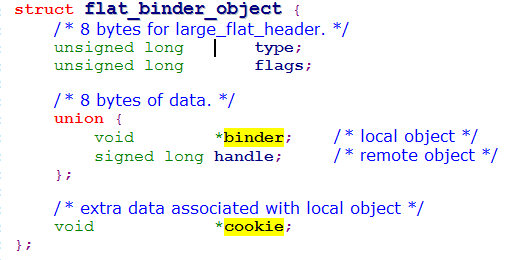 struct flat_binder_object {
/* 8 bytes for large_flat_header. */
unsigned long type;
unsigned long flags;
/* 8 bytes of data. */
union {
void *binder; /* local object */
signed long handle; /* remote object */
};
/* extra data associated with local object */
void *cookie;
};